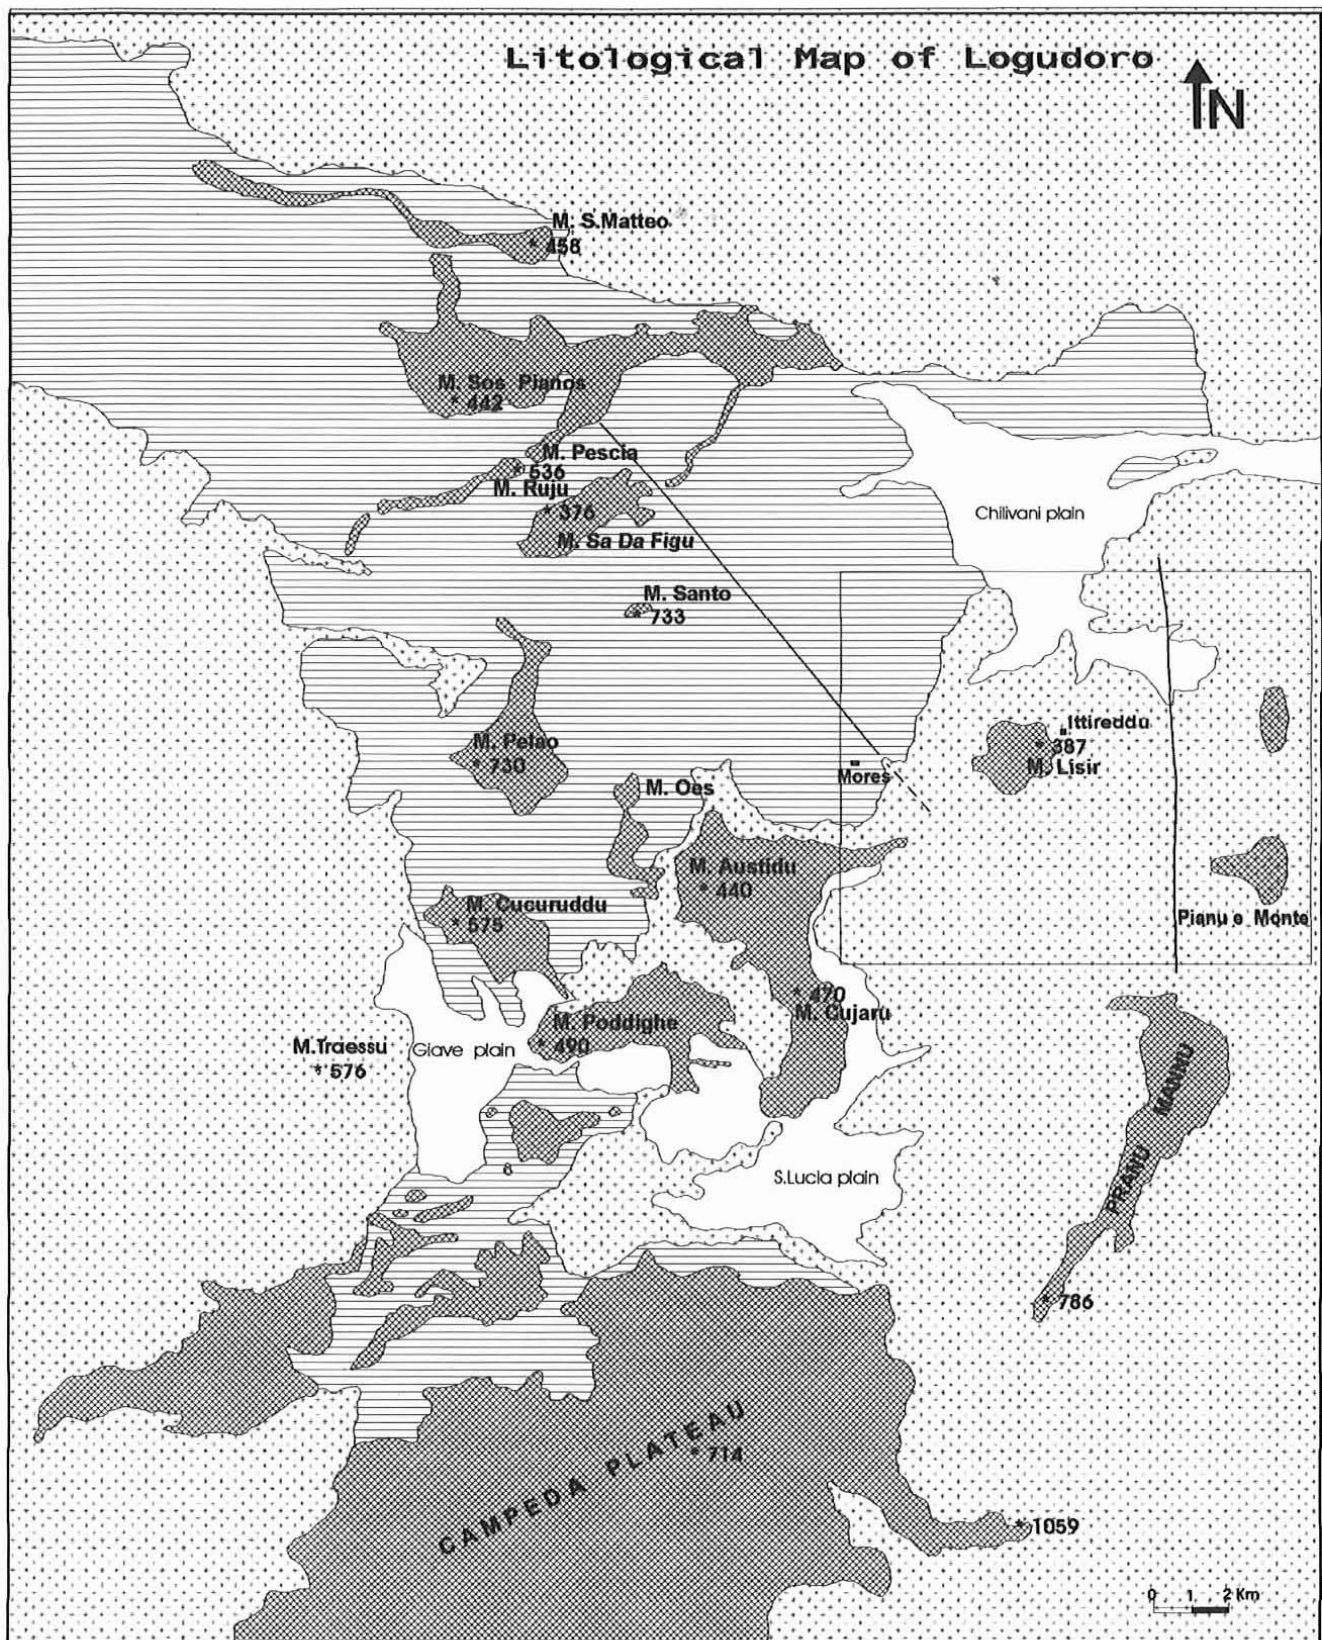 Litological Map of Logudoro
N
M. S.Matteo
* 458
M. Sos Pianos
* 442
M. Pescia
* 536
M. Ruju
* 376
M. Sa Da Figu
Chilivani plain
M. Santo
* 733
Ittireddu
* 387
M. Lisir
M. Pelao
* 730
Mores
M. Oes
M. Austidu
* 440
M. Cucuruddu
* 575
Pianu e Monte
* 470
M. Cujaru
M. Poddighe
* 490
M.Traessu
* 576
Giave plain
PRANU MANNU
S.Lucia plain
* 786
CAMPEDA PLATEAU
* 714
* 1059
0 1 2 Km